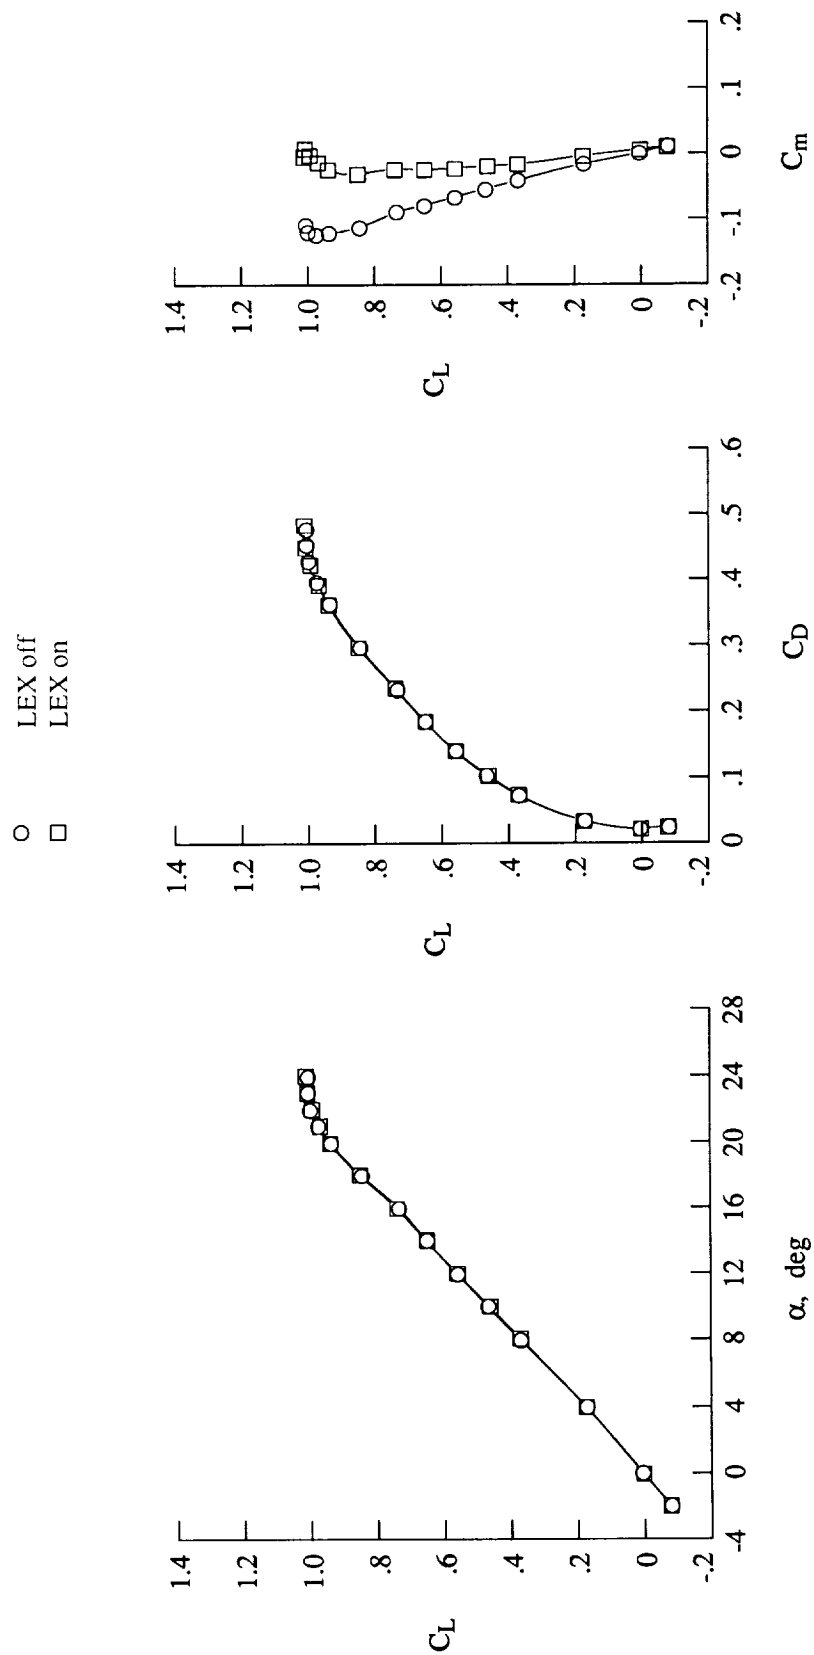 ○ LEX off
□ LEX on
1.4
1.2
1.0
.8
.6
.4
.2
0
-.2
C_L
-4 0 4 8 12 16 20 24 28
α, deg
1.4
1.2
1.0
.8
.6
.4
.2
0
-.2
C_L
0 .1 .2 .3 .4 .5 .6
C_D
1.4
1.2
1.0
.8
.6
.4
.2
0
-.2
C_L
-.2 -.1 0 .1 .2
C_m